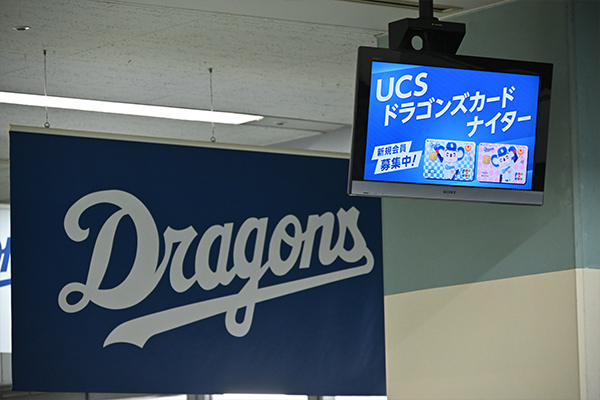 UCS
ドラゴンズカード
ナイター
新規会員
募集中!
SONY
Dragons